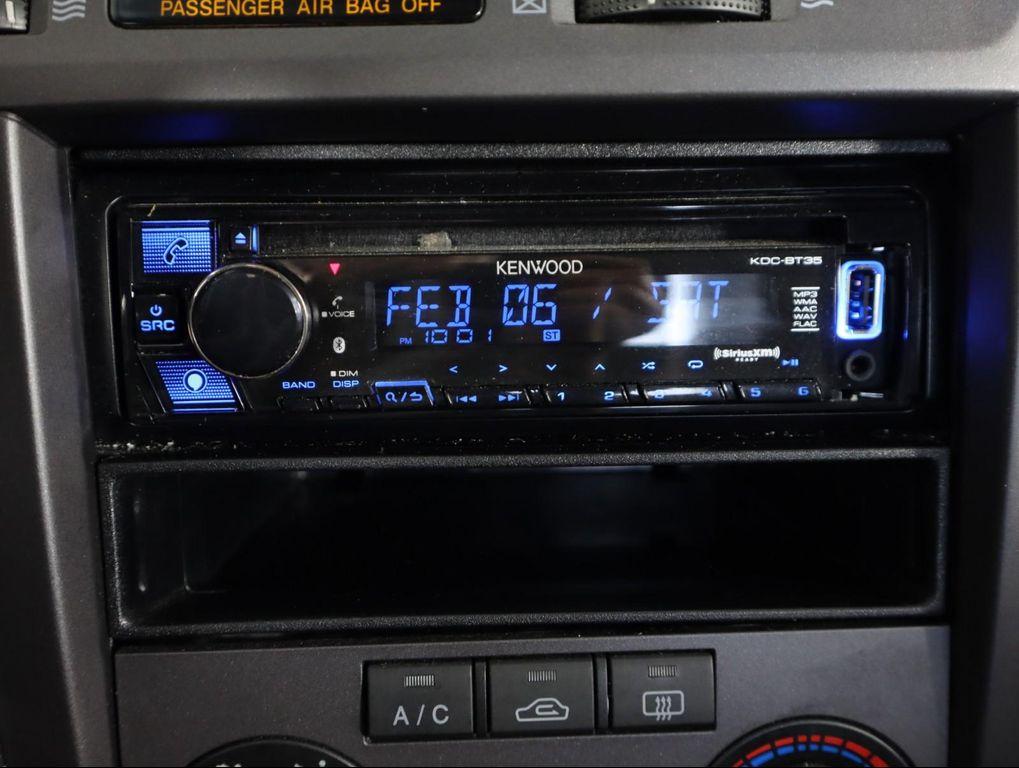 PASSENGER AIR BAG OFF
KENWOOD
KDC-BT35
FEB 06 / SAT
PM 10:01
ST
VOICE
SRC
MP3
WMA
AAC
WAV
FLAC
SiriusXM
READY
DIM
BAND DISP
1 2 3 4 5 6
A/C